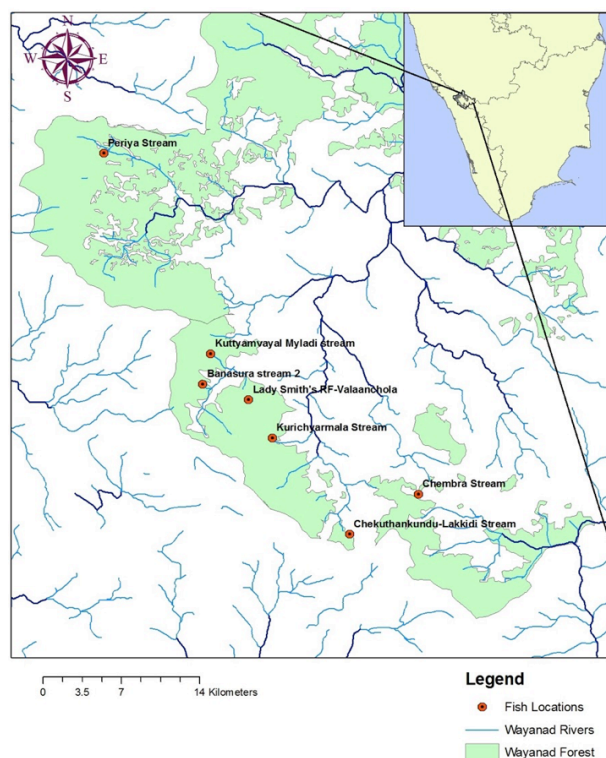 N
W E
S
Periya Stream
Kuttyamvayal Myladi stream
Banasura stream 2
Lady Smith's RF-Valaanchola
Kurichyarmala Stream
Chembra Stream
Chekuthankundu-Lakkidi Stream
0 3.5 7 14 Kilometers
Legend
Fish Locations
Wayanad Rivers
Wayanad Forest